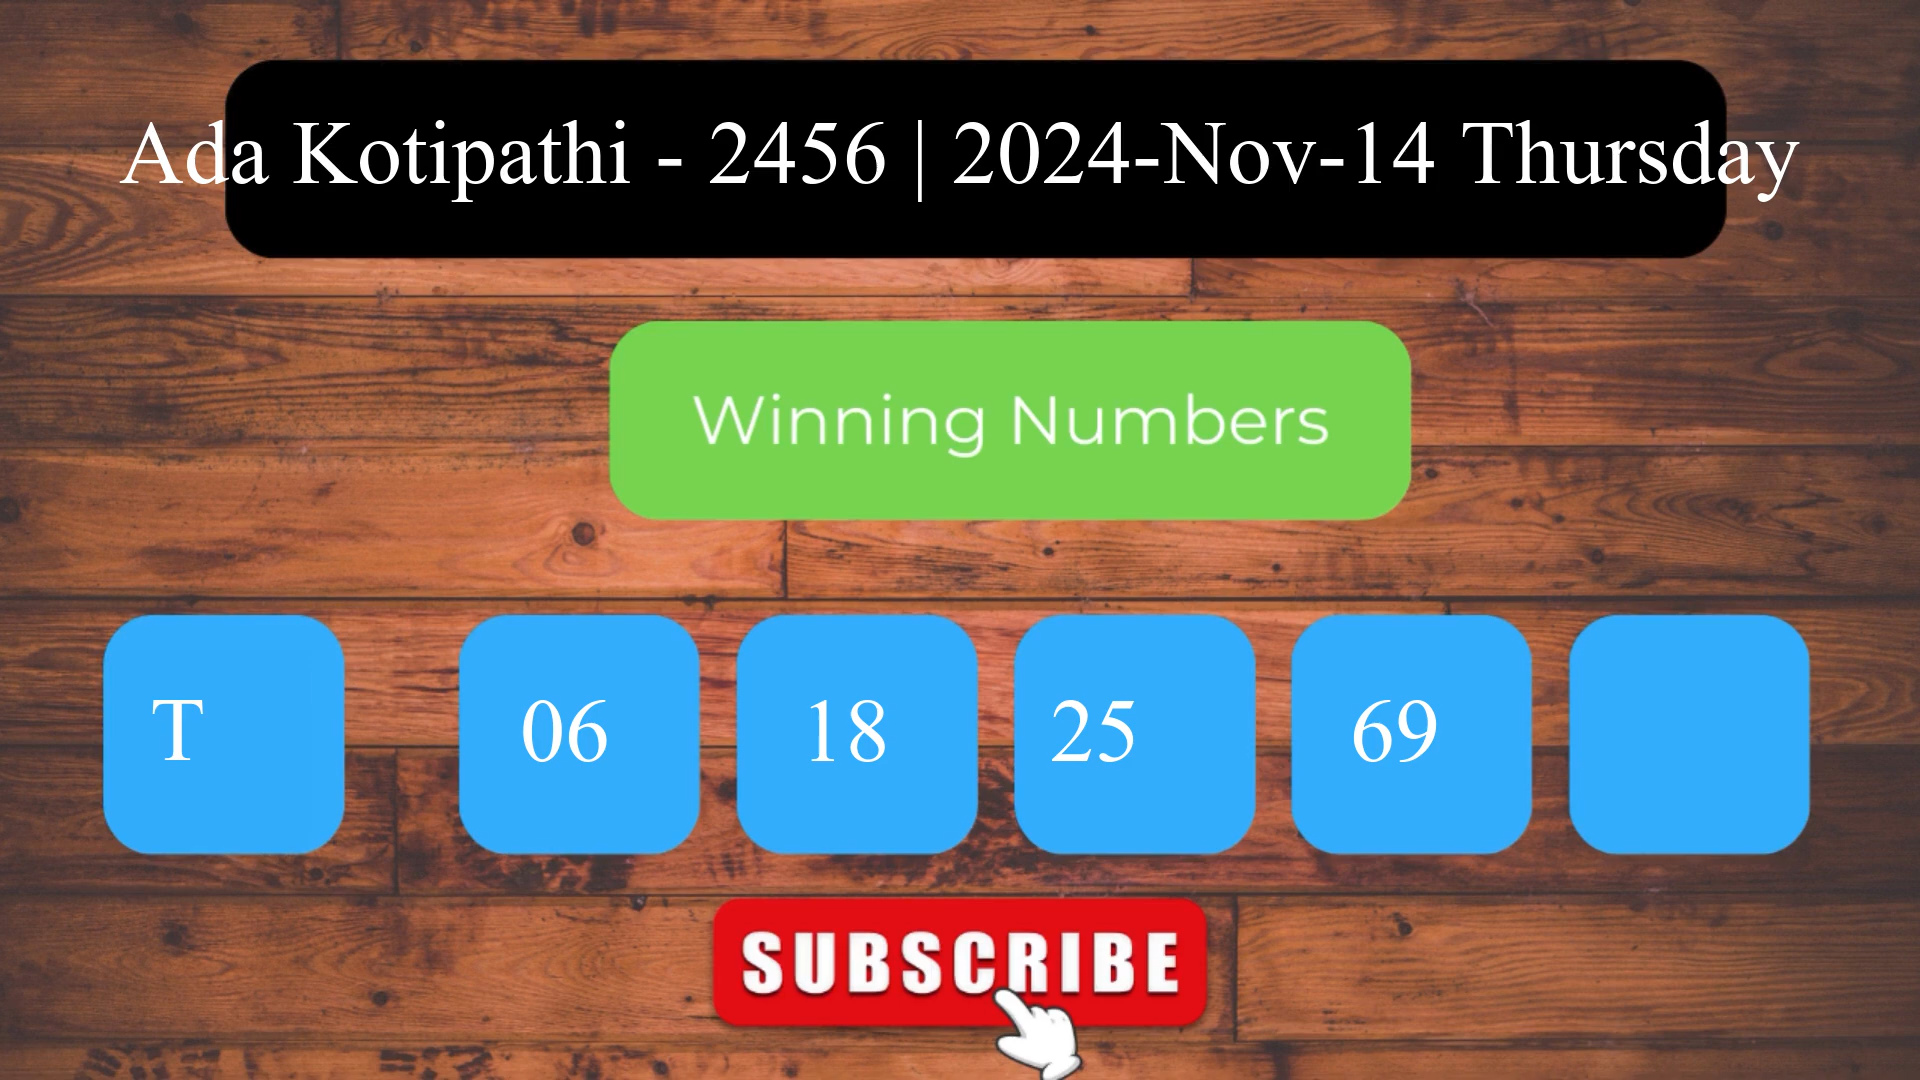 Ada Kotipathi - 2456 | 2024-Nov-14 Thursday
Winning Numbers
T 06 18 25 69
SUBSCRIBE